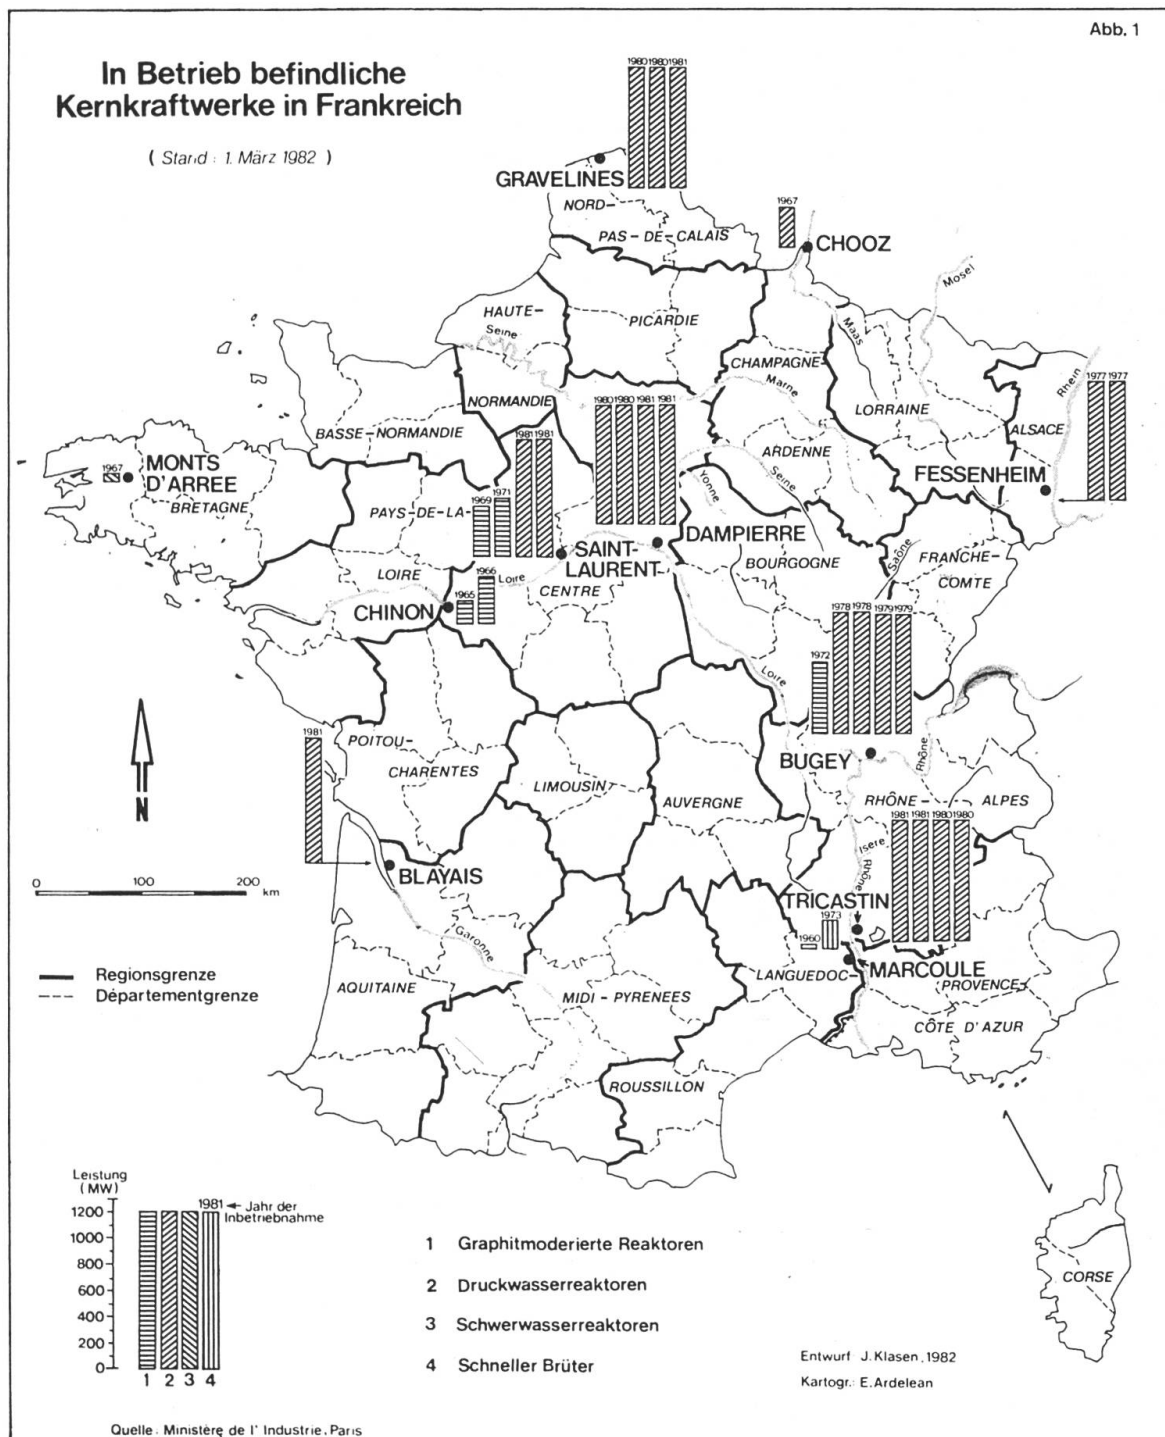 Abb. 1
In Betrieb befindliche
Kernkraftwerke in Frankreich
( Stand : 1. März 1982 )
1980 1980 1981
GRAVELINES
NORD-
PAS-DE-CALAIS
1967
CHOOZ
Mosel
HAUTE-
Seine
PICARDIE
Maas
CHAMPAGNE-
Marne
Rhein
1977 1977
NORMANDIE
1980 1980 1981 1981
LORRAINE
BASSE-NORMANDIE
ALSACE
1981 1981
ARDENNE
1967
MONTS
D'ARREE
FESSENHEIM
Yonne
Seine
1969 1971
BRETAGNE
PAYS-DE-LA-
DAMPIERRE
SAINT-
LAURENT
BOURGOGNE
Saône
FRANCHE-
COMTE
LOIRE
1965 1966
Loire
CENTRE
CHINON
1978 1978 1979 1979
1972
Loire
1981
POITOU-
CHARENTES
BUGEY
Rhône
LIMOUSIN
AUVERGNE
RHÔNE-
ALPES
1981 1981 1980 1980
Isere
Rhône
N
BLAYAIS
0 100 200 km
TRICASTIN
1960 1973
Garonne
Regionsgrenze
Départementgrenze
MARCOULE
LANGUEDOC-
AQUITAINE
MIDI-PYRENEES
PROVENCE-
CÔTE D'AZUR
ROUSSILLON
Leistung
(MW)
1981
Jahr der
Inbetriebnahme
1200
1000
800
600
400
200
0
1 2 3 4
1 Graphitmoderierte Reaktoren
2 Druckwasserreaktoren
3 Schwerwasserreaktoren
4 Schneller Brüter
CORSE
Entwurf J. Klasen, 1982
Kartogr.: E. Ardelean
Quelle: Ministère de l' Industrie, Paris